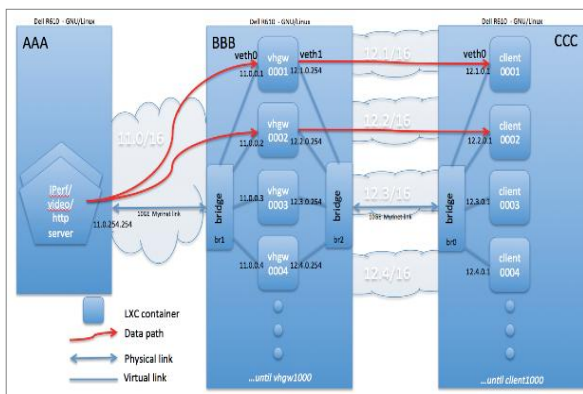 Dell R610 - GNU/Linux
Dell R610 - GNU/Linux
Dell R610 - GNU/Linux
AAA
BBB
CCC
veth0
vhgw
0001
veth1
11.0.0.1
12.1.0.254
12.1/16
veth0
client
0001
12.1.0.1
11.0/16
vhgw
0002
11.0.0.2
12.2.0.254
12.2/16
client
0002
12.2.0.1
iPerf/
video/
http
server
11.0.254.254
10GE Myrinet link
bridge
br1
vhgw
0003
11.0.0.3
12.3.0.254
bridge
br2
12.3/16
10GE Myrinet link
bridge
br0
client
0003
12.3.0.1
vhgw
0004
11.0.0.4
12.4.0.254
12.4/16
client
0004
12.4.0.1
LXC container
Data path
Physical link
Virtual link
...until vhgw1000
...until client1000